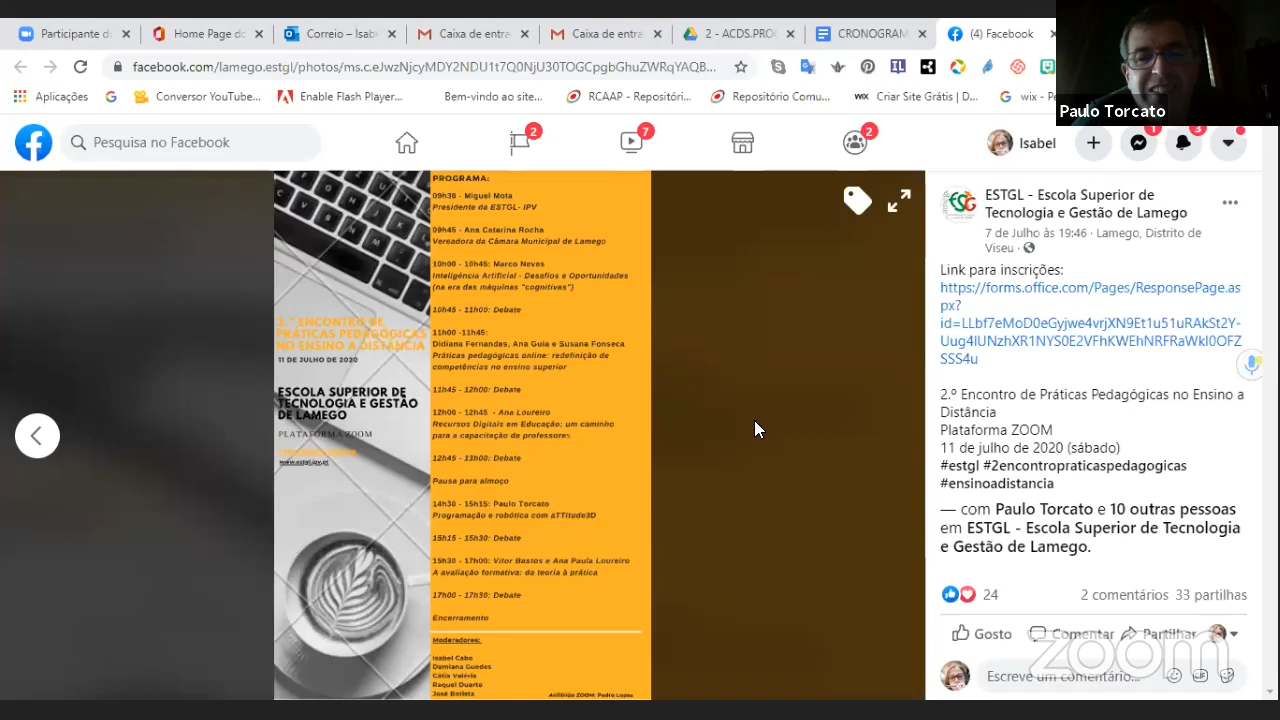 Participante da
Home Page do
Correio – Isab
Caixa de entra
Caixa de entra
2 - ACDS.PRO
CRONOGRAM
(4) Facebook
facebook.com/lamego.estgl/photos/ms.c.eJwzNjcyMDY2NDU1t7Q0NjU30TOGCpgbGhuZWRqYAQB...
Aplicações
Conversor YouTube...
Enable Flash Player...
Bem-vindo ao site...
RCAAP - Repositóri...
Repositório Comu...
WIX Criar Site Grátis | D...
wix - Pe
Paulo Torcato
Pesquisa no Facebook
2
7
2
Isabel
1
3
PROGRAMA:
09h30 - Miguel Mota
Presidente da ESTGL- IPV
09h45 - Ana Catarina Rocha
Vereadora da Câmara Municipal de Lamego
10h00 - 10h45: Marco Neves
Inteligência Artificial - Desafios e Oportunidades
(na era das máquinas "cognitivas")
10h45 - 11h00: Debate
11h00 -11h45:
Didiana Fernandes, Ana Guia e Susana Fonseca
Práticas pedagógicas online: redefinição de
competências no ensino superior
11h45 - 12h00: Debate
12h00 - 12h45 - Ana Loureiro
Recursos Digitais em Educação: um caminho
para a capacitação de professores
12h45 - 13h00: Debate
Pausa para almoço
14h30 - 15h15: Paulo Torcato
Programação e robótica com aTTitude3D
15h15 - 15h30: Debate
15h30 - 17h00: Vitor Bastos e Ana Paula Loureiro
A avaliação formativa: da teoria à prática
17h00 - 17h30: Debate
Encerramento
Moderadores:
Isabel Cabo
Damiana Guedes
Cátia Valéria
Raquel Duarte
José Batista
Anfitrião ZOOM: Pedro Lopes
2.º ENCONTRO DE
PRÁTICAS PEDAGÓGICAS
NO ENSINO A DISTÂNCIA
11 DE JULHO DE 2020
ESCOLA SUPERIOR DE
TECNOLOGIA E GESTÃO
DE LAMEGO
PLATAFORMA ZOOM
www.estgl.ipv.pt
ESTGL - Escola Superior de
Tecnologia e Gestão de Lamego
7 de Julho às 19:46 · Lamego, Distrito de
Viseu ·
Link para inscrições:
https://forms.office.com/Pages/ResponsePage.as
px?
id=LLbf7eMoD0eGyjwe4vrjXN9Et1u51uRAkSt2Y-
Uug4lUNzhXR1NYS0E2VFhKWEhNRFRaWkI0OFZ
SSS4u
2.º Encontro de Práticas Pedagógicas no Ensino a
Distância
Plataforma ZOOM
11 de julho de 2020 (sábado)
#estgl #2encontropraticaspedagogicas
#ensinoadistancia
— com Paulo Torcato e 10 outras pessoas
em ESTGL - Escola Superior de Tecnologia
e Gestão de Lamego.
24
2 comentários 33 partilhas
Gosto
Comentar
Partilhar
Escreve um comentário...
zoom